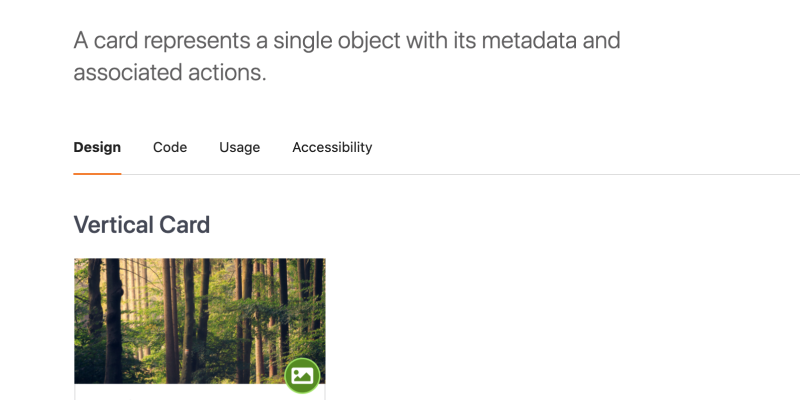 A card represents a single object with its metadata and
associated actions.
Design Code Usage Accessibility
Vertical Card